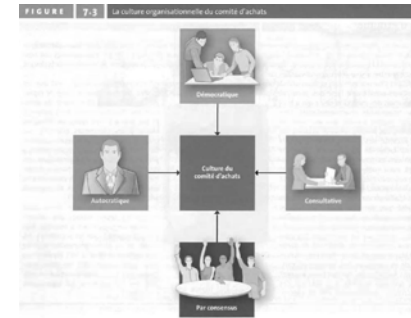 FIGURE 7-3 La culture organisationnelle du comité d'achats
Démocratique
Autocratique
Culture du
comité d'achats
Consultative
Par consensus